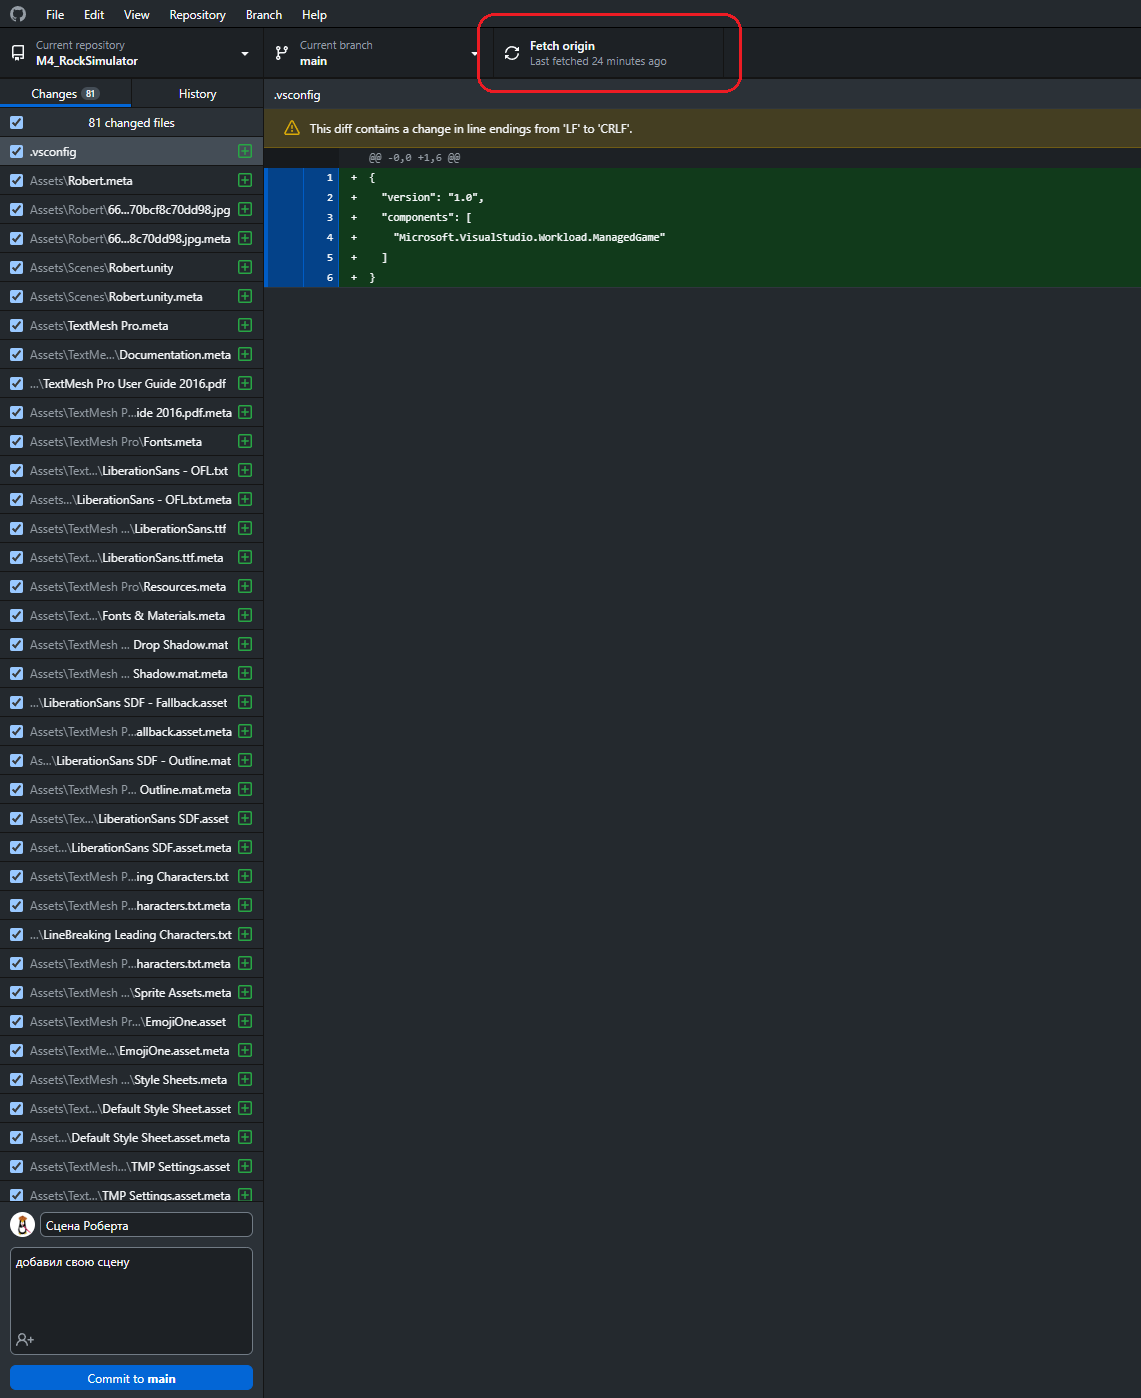 File Edit View Repository Branch Help
Current repository
M4_RockSimulator
Current branch
main
Fetch origin
Last fetched 24 minutes ago
Changes 81 History
81 changed files
.vsconfig
Assets\Robert.meta
Assets\Robert\66...70bcf8c70dd98.jpg
Assets\Robert\66...8c70dd98.jpg.meta
Assets\Scenes\Robert.unity
Assets\Scenes\Robert.unity.meta
Assets\TextMesh Pro.meta
Assets\TextMe...\Documentation.meta
...\TextMesh Pro User Guide 2016.pdf
Assets\TextMesh P...ide 2016.pdf.meta
Assets\TextMesh Pro\Fonts.meta
Assets\Text...\LiberationSans - OFL.txt
Assets...\LiberationSans - OFL.txt.meta
Assets\TextMesh ...\LiberationSans.ttf
Assets\Text...\LiberationSans.ttf.meta
Assets\TextMesh Pro\Resources.meta
Assets\Text...\Fonts & Materials.meta
Assets\TextMesh ... Drop Shadow.mat
Assets\TextMesh ... Shadow.mat.meta
...\LiberationSans SDF - Fallback.asset
Assets\TextMesh P...allback.asset.meta
As...\LiberationSans SDF - Outline.mat
Assets\TextMesh P... Outline.mat.meta
Assets\Tex...\LiberationSans SDF.asset
Asset...\LiberationSans SDF.asset.meta
Assets\TextMesh P...ing Characters.txt
Assets\TextMesh P...haracters.txt.meta
...\LineBreaking Leading Characters.txt
Assets\TextMesh P...haracters.txt.meta
Assets\TextMesh ...\Sprite Assets.meta
Assets\TextMesh Pr...\EmojiOne.asset
Assets\TextMe...\EmojiOne.asset.meta
Assets\TextMesh ...\Style Sheets.meta
Assets\Text...\Default Style Sheet.asset
Asset...\Default Style Sheet.asset.meta
Assets\TextMesh...\TMP Settings.asset
Assets\Text...\TMP Settings.asset.meta
Сцена Роберта
добавил свою сцену
Commit to main
.vsconfig
This diff contains a change in line endings from 'LF' to 'CRLF'.
@@ -0,0 +1,6 @@
1 + {
2 + "version": "1.0",
3 + "components": [
4 + "Microsoft.VisualStudio.Workload.ManagedGame"
5 + ]
6 + }